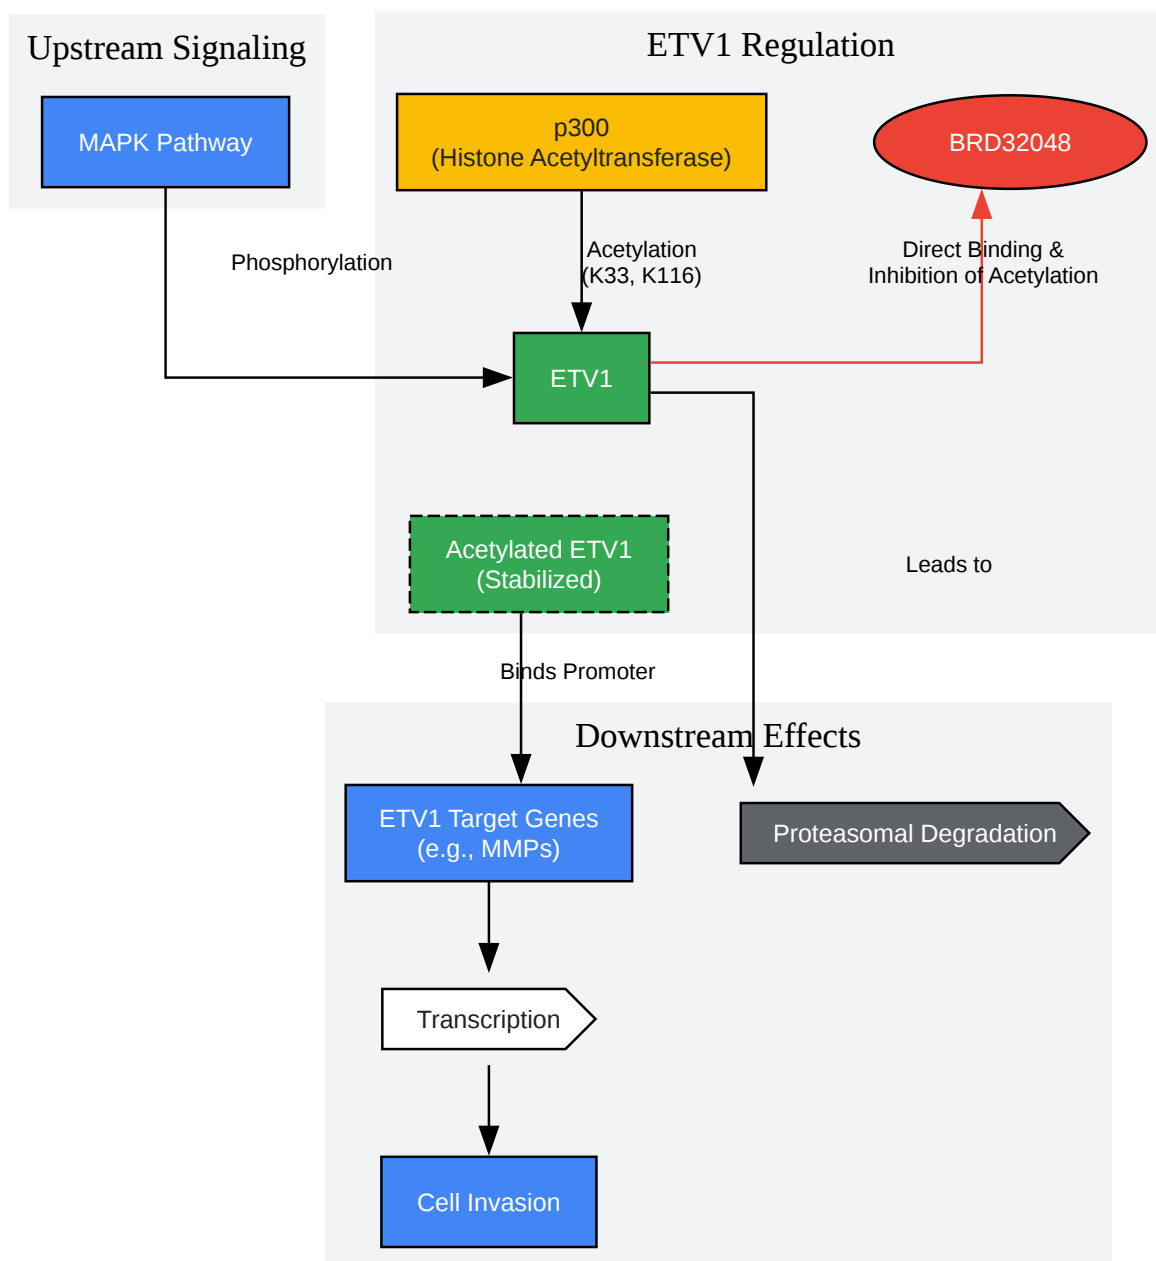 Upstream Signaling
ETV1 Regulation
MAPK Pathway
p300
(Histone Acetyltransferase)
BRD32048
Phosphorylation
Acetylation
(K33, K116)
Direct Binding &
Inhibition of Acetylation
ETV1
Acetylated ETV1
(Stabilized)
Leads to
Binds Promoter
Downstream Effects
ETV1 Target Genes
(e.g., MMPs)
Proteasomal Degradation
Transcription
Cell Invasion